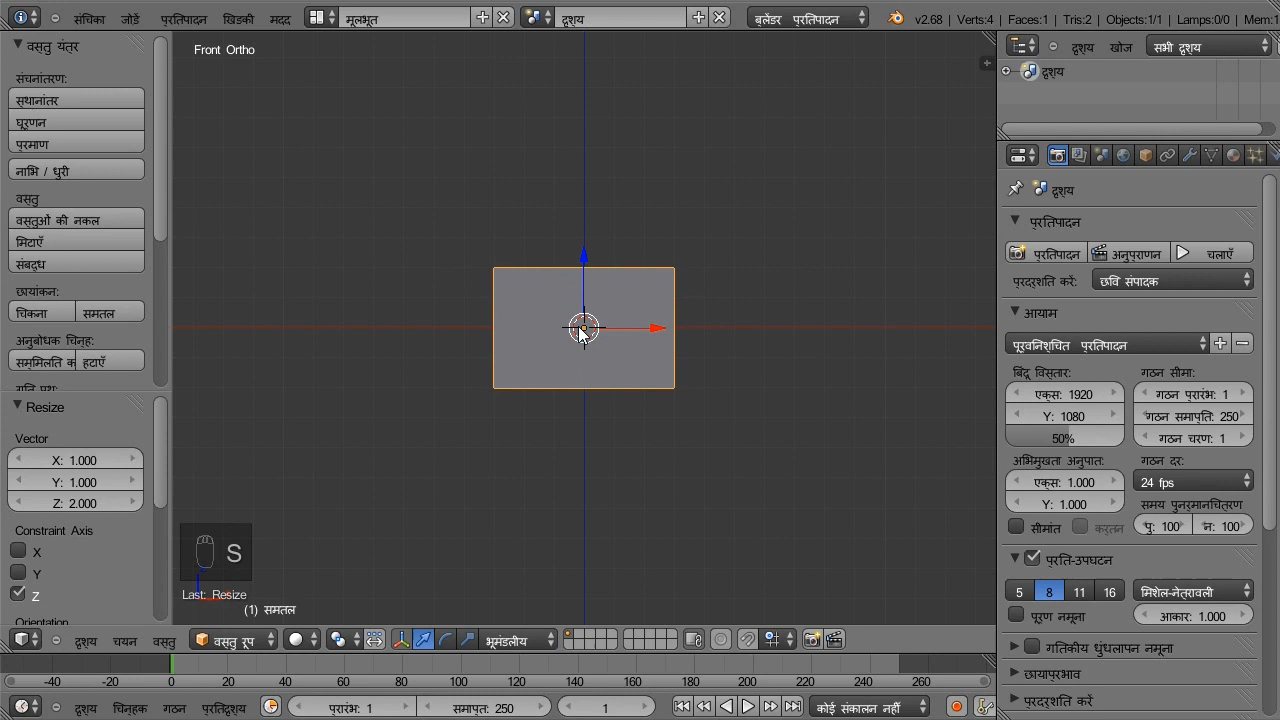 संचिका जोड़ें प्रतिपादन खिड़की मदद मूलभूत दृश्य ब्लेंडर प्रतिपादन v2.68 | Verts:4 | Faces:1 | Tris:2 | Objects:1/1 | Lamps:0/0 | Mem:1
वस्तु यंत्र
संचनांतरण:
स्थानांतर
घूर्णन
प्रमाण
नाभि / धुरी
वस्तु
वस्तुओं की नकल
मिटाएँ
संबद्ध
छायांकन:
चिकना समतल
अनुबोधक चिन्ह:
सम्मिलित क हटाएँ
Resize
Vector
X: 1.000
Y: 1.000
Z: 2.000
Constraint Axis
X
Y
Z
Orientation
Front Ortho
S
Last: Resize
(1) समतल
दृश्य चयन वस्तु वस्तु रूप भूमंडलीय
-40 -20 0 20 40 60 80 100 120 140 160 180 200 220 240 260
दृश्य चिन्हक गठन प्रतिदृश्य प्रारंभ: 1 समाप्त: 250 1 कोई संकालन नहीं
दृश्य खोज सभी दृश्य
दृश्य
दृश्य
प्रतिपादन
प्रतिपादन अनुप्राणन चलाएँ
प्रदर्शित करें: छवि संपादक
आयाम
पूर्वनिश्चित प्रतिपादन
बिंदु विस्तार: गठन सीमा:
एक्स: 1920 गठन प्रारंभ: 1
Y: 1080 गठन समाप्ति: 250
50% गठन चरण: 1
अभिमुखता अनुपात: गठन दर:
एक्स: 1.000 24 fps
Y: 1.000 समय पुनर्मानचित्रण
सीमांत कर्तन पु: 100 न: 100
प्रति-उपघटन
5 8 11 16 मिशेल-नेत्रावली
पूर्ण नमूना आकार: 1.000
गतिकीय धुंधलापन नमूना
छायाप्रभाव
प्रदर्शित करें